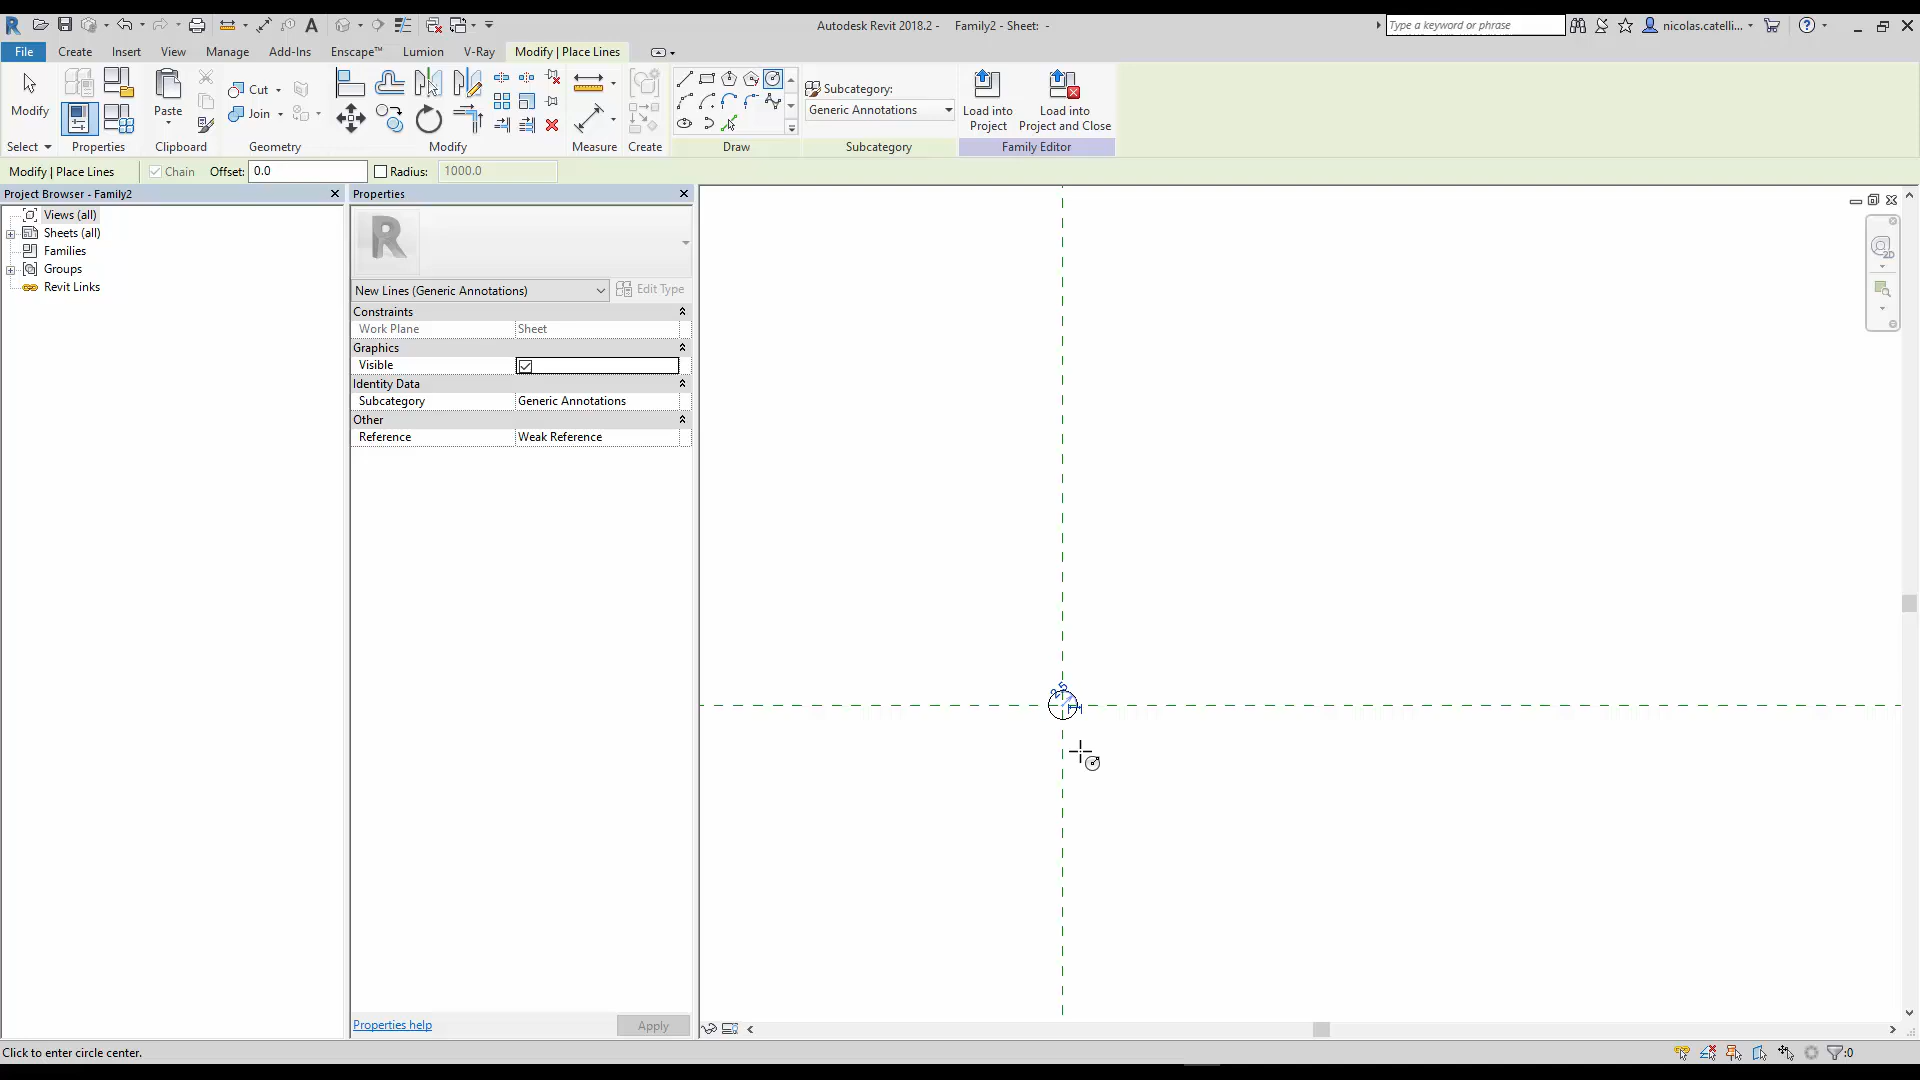 Autodesk Revit 2018.2 - Family2 - Sheet: -
Type a keyword or phrase
nicolas.catelli...
File Create Insert View Manage Add-Ins Enscape™ Lumion V-Ray Modify | Place Lines
Modify
Paste
Cut
Join
Subcategory:
Generic Annotations
Load into
Project
Load into
Project and Close
Select Properties Clipboard Geometry Modify Measure Create Draw Subcategory Family Editor
Modify | Place Lines Chain Offset: 0.0 Radius: 1000.0
Project Browser - Family2
Views (all)
Sheets (all)
Families
Groups
Revit Links
Properties
R
New Lines (Generic Annotations) Edit Type
Constraints
Work Plane Sheet
Graphics
Visible
Identity Data
Subcategory Generic Annotations
Other
Reference Weak Reference
Properties help Apply
2D
Click to enter circle center.
:0